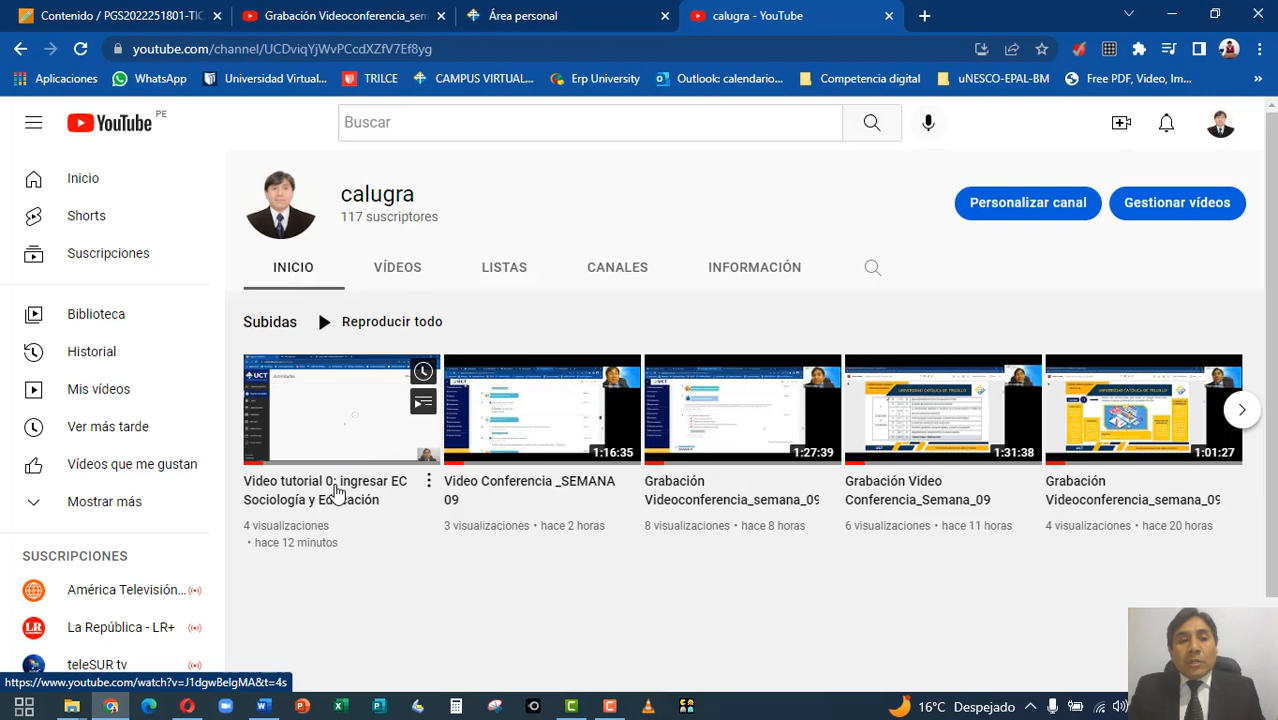 Contenido / PGS2022251801-TIC
Grabación Videoconferencia_sem
Área personal
calugra - YouTube
youtube.com/channel/UCDviqYjWvPCcdXZfV7Ef8yg
Aplicaciones
WhatsApp
Universidad Virtual...
TRILCE
CAMPUS VIRTUAL...
Erp University
Outlook: calendario...
Competencia digital
uNESCO-EPAL-BM
Free PDF, Video, Im...
»
YouTube PE
Buscar
Inicio
Shorts
Suscripciones
Biblioteca
Historial
Mis vídeos
Ver más tarde
Vídeos que me gustan
Mostrar más
SUSCRIPCIONES
América Televisión...
La República - LR+
teleSUR tv
calugra
117 suscriptores
Personalizar canal
Gestionar vídeos
INICIO
VÍDEOS
LISTAS
CANALES
INFORMACIÓN
Subidas
Reproducir todo
1:16:35
1:27:39
1:31:38
1:01:27
Video tutorial 0: ingresar EC
Sociología y Educación
4 visualizaciones
• hace 12 minutos
Video Conferencia _SEMANA
09
3 visualizaciones • hace 2 horas
Grabación
Videoconferencia_semana_09
8 visualizaciones • hace 8 horas
Grabación Video
Conferencia_Semana_09
6 visualizaciones • hace 11 horas
Grabación
Videoconferencia_semana_09
4 visualizaciones • hace 20 horas
https://www.youtube.com/watch?v=J1dgwBelgMA&t=4s
16°C Despejado